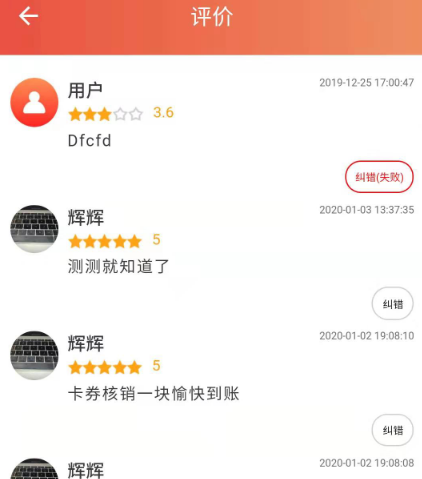 评价
用户
2019-12-25 17:00:47
3.6
Dfcfd
纠错(失败)
辉辉
2020-01-03 13:37:35
5
测测就知道了
纠错
辉辉
2020-01-02 19:08:10
5
卡券核销一块愉快到账
纠错
辉辉
2020-01-02 19:08:08